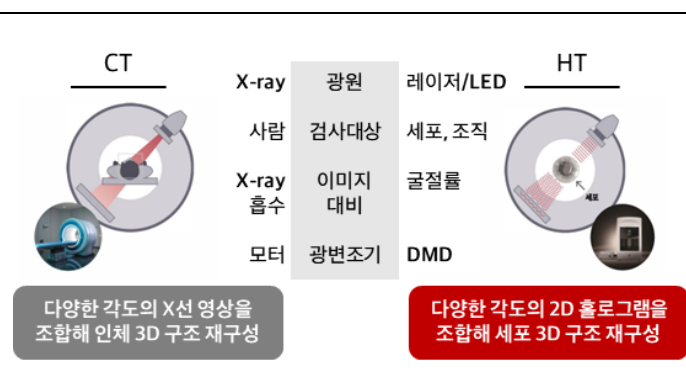 CT
HT
X-ray 광원 레이저/LED
사람 검사대상 세포, 조직
X-ray 이미지 굴절률
흡수 대비
모터 광변조기 DMD
세포
다양한 각도의 X선 영상을
조합해 인체 3D 구조 재구성
다양한 각도의 2D 홀로그램을
조합해 세포 3D 구조 재구성